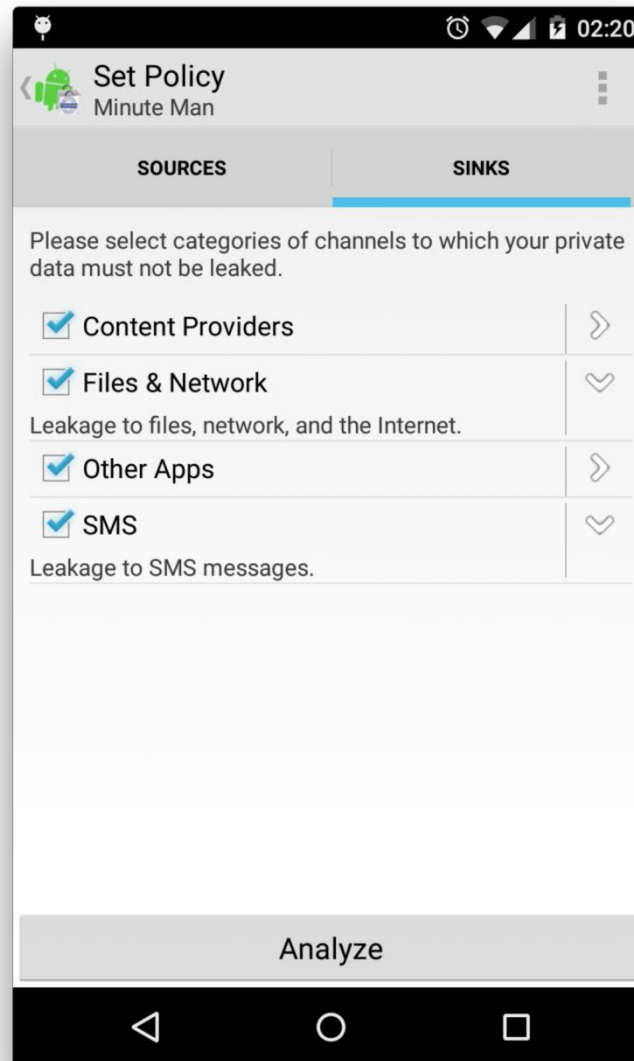 02:20
Set Policy
Minute Man
SOURCES
SINKS
Please select categories of channels to which your private
data must not be leaked.
Content Providers
Files & Network
Leakage to files, network, and the Internet.
Other Apps
SMS
Leakage to SMS messages.
Analyze